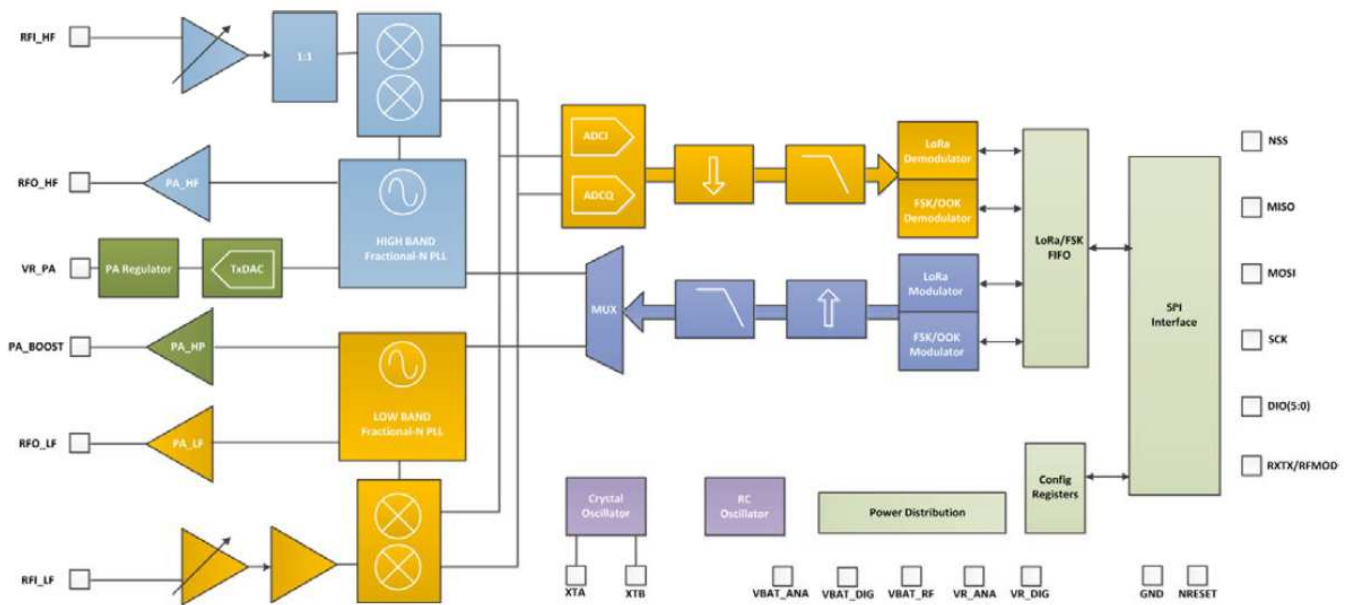 RFI_HF
1:1
ADCI
ADCQ
LoRa
Demodulator
FSK/OOK
Demodulator
NSS
RFO_HF
PA_HF
MISO
HIGH BAND
Fractional-N PLL
LoRa/FSK
FIFO
VR_PA
PA Regulator
TxDAC
MUX
LoRa
Modulator
FSK/OOK
Modulator
MOSI
SPI
Interface
PA_BOOST
PA_HP
SCK
LOW BAND
Fractional-N PLL
DIO(5:0)
RFO_LF
PA_LF
RXTX/RFMOD
Crystal
Oscillator
RC
Oscillator
Power Distribution
Config
Registers
RFI_LF
XTA
XTB
VBAT_ANA
VBAT_DIG
VBAT_RF
VR_ANA
VR_DIG
GND
NRESET